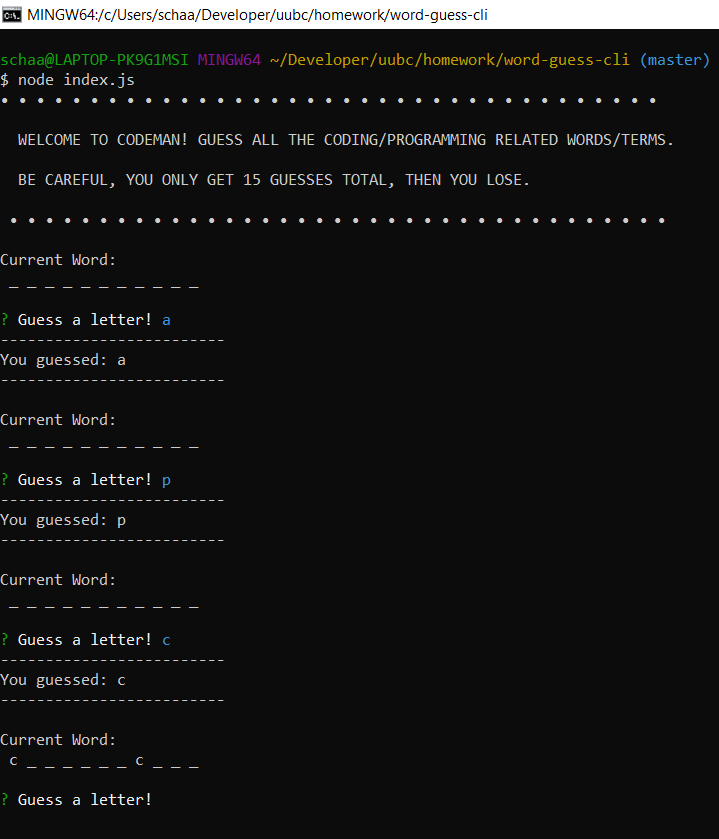 MINGW64:/c/Users/schaa/Developer/uubc/homework/word-guess-cli
schaa@LAPTOP-PK9G1MSI MINGW64 ~/Developer/uubc/homework/word-guess-cli (master)
$ node index.js
• • • • • • • • • • • • • • • • • • • • • • • • • • • • • • • • • • • • •
WELCOME TO CODEMAN! GUESS ALL THE CODING/PROGRAMMING RELATED WORDS/TERMS.
BE CAREFUL, YOU ONLY GET 15 GUESSES TOTAL, THEN YOU LOSE.
• • • • • • • • • • • • • • • • • • • • • • • • • • • • • • • • • • • • •
Current Word:
_ _ _ _ _ _ _ _ _ _ _
? Guess a letter! a
-------------------------
You guessed: a
-------------------------
Current Word:
_ _ _ _ _ _ _ _ _ _ _
? Guess a letter! p
-------------------------
You guessed: p
-------------------------
Current Word:
_ _ _ _ _ _ _ _ _ _ _
? Guess a letter! c
-------------------------
You guessed: c
-------------------------
Current Word:
c _ _ _ _ _ _ c _ _ _
? Guess a letter!